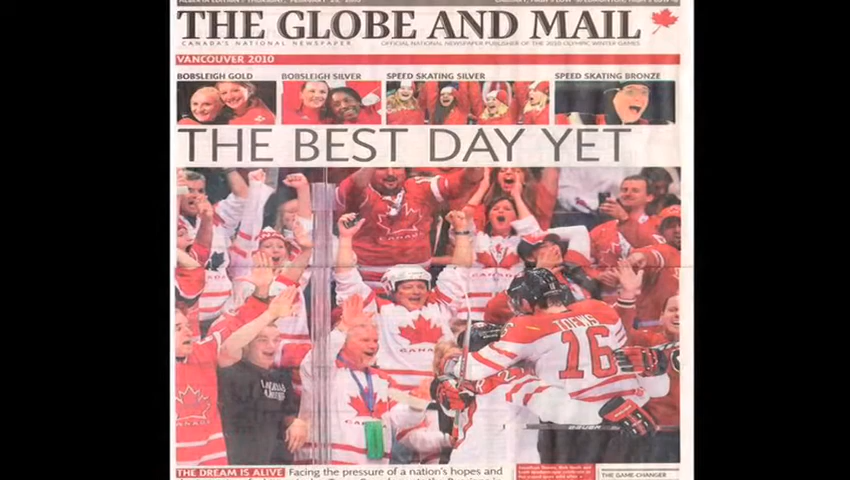 THE GLOBE AND MAIL
CANADA'S NATIONAL NEWSPAPER
OFFICIAL NATIONAL NEWSPAPER PUBLISHER OF THE 2010 OLYMPIC WINTER GAMES
VANCOUVER 2010
BOBSLEIGH GOLD
BOBSLEIGH SILVER
SPEED SKATING SILVER
SPEED SKATING BRONZE
THE BEST DAY YET
CANADA
CANADA
TOEWS
16
THE DREAM IS ALIVE Facing the pressure of a nation's hopes and
THE GAME-CHANGER